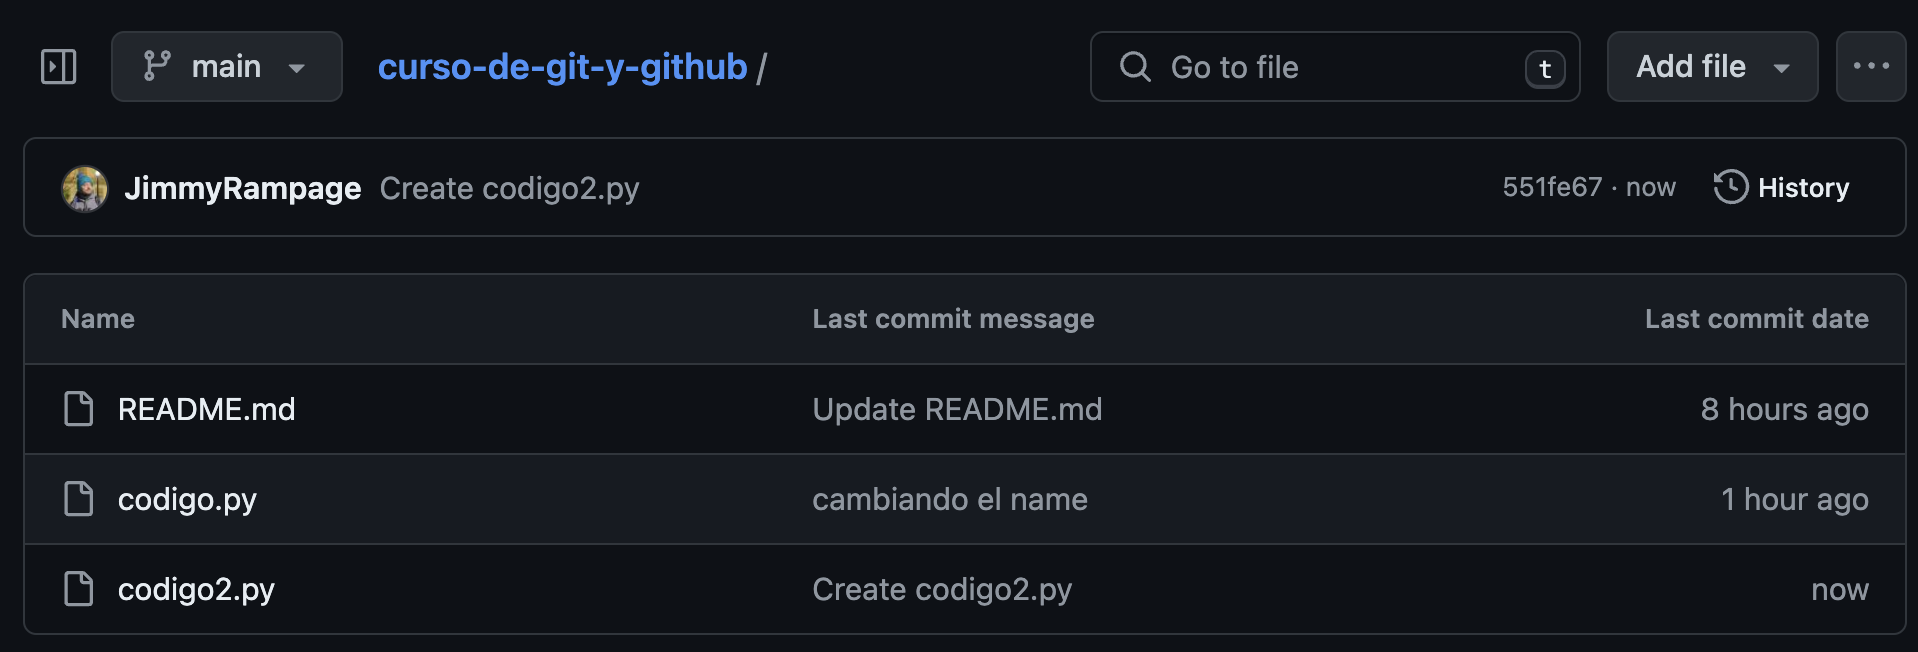 main curso-de-git-y-github / Go to file t Add file ...
JimmyRampage Create codigo2.py 551fe67 · now History
Name Last commit message Last commit date
README.md Update README.md 8 hours ago
codigo.py cambiando el name 1 hour ago
codigo2.py Create codigo2.py now